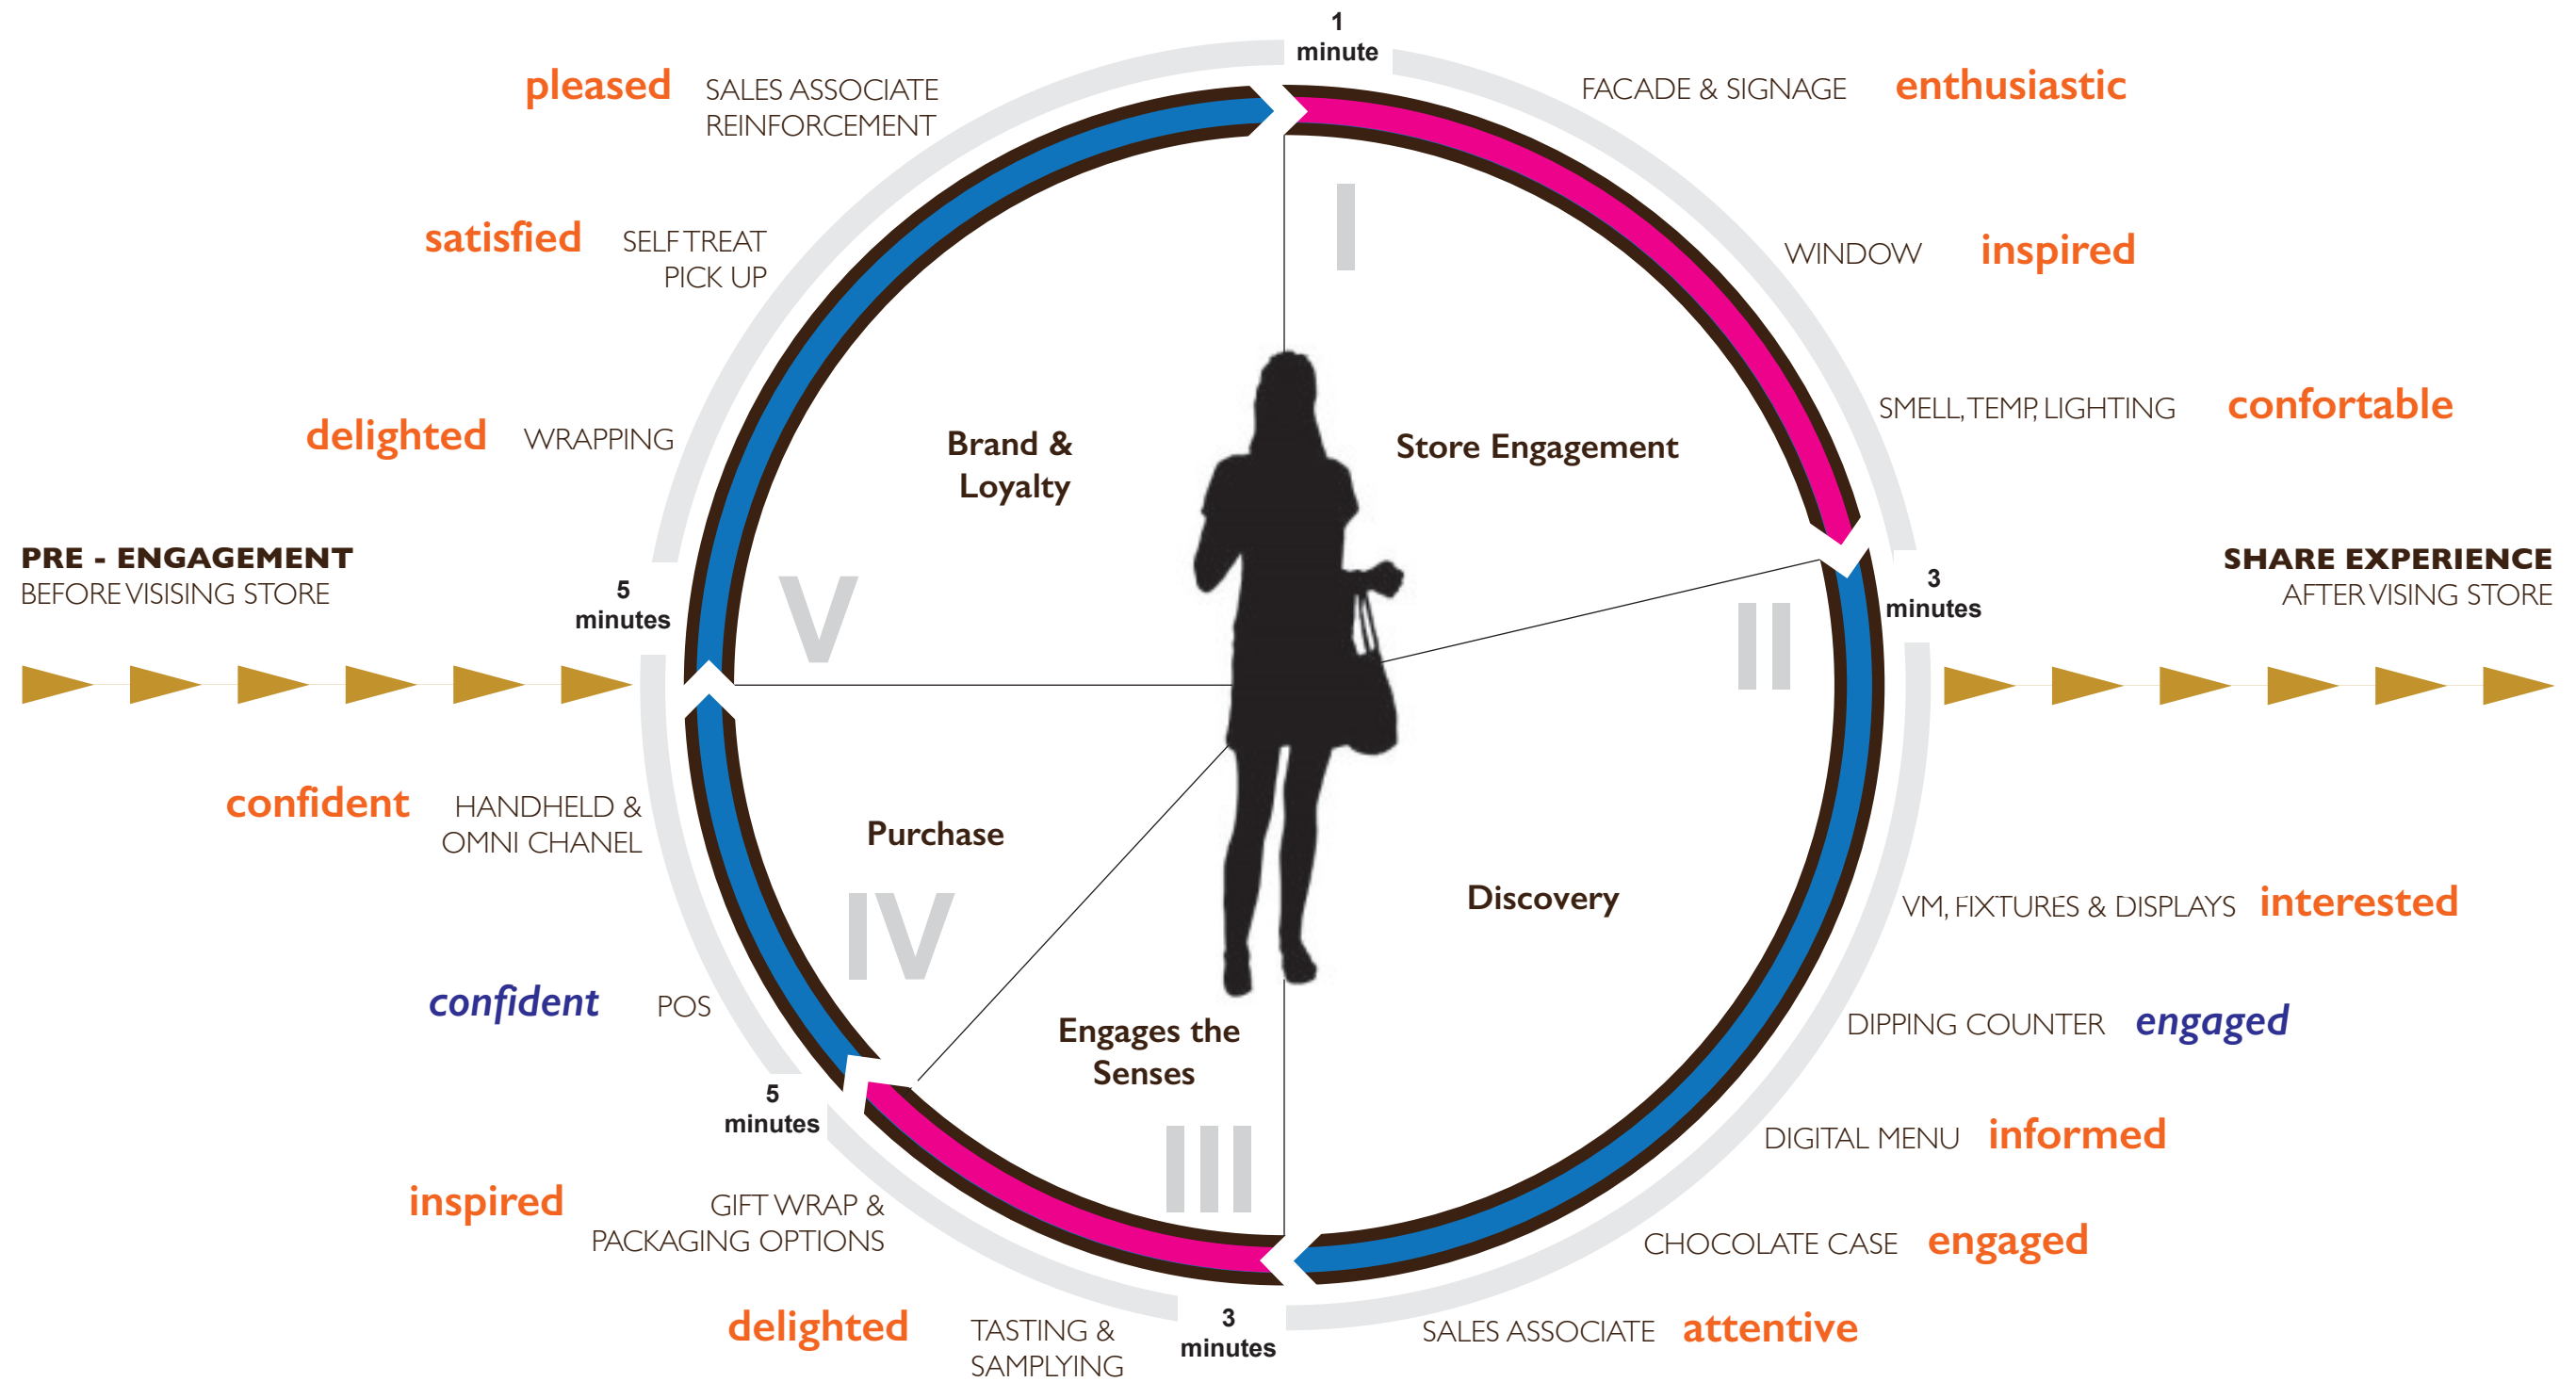 1
minute
FACADE & SIGNAGE enthusiastic
WINDOW inspired
SMELL, TEMP, LIGHTING confortable
3
minutes
SHARE EXPERIENCE
AFTER VISING STORE
VM, FIXTURES & DISPLAYS interested
DIPPING COUNTER engaged
DIGITAL MENU informed
CHOCOLATE CASE engaged
SALES ASSOCIATE attentive
3
minutes
delighted TASTING &
SAMPLYING
inspired GIFT WRAP &
PACKAGING OPTIONS
5
minutes
confident POS
confident HANDHELD &
OMNI CHANEL
PRE - ENGAGEMENT
BEFORE VISISING STORE
5
minutes
delighted WRAPPING
satisfied SELF TREAT
PICK UP
pleased SALES ASSOCIATE
REINFORCEMENT
I
Store Engagement
II
Discovery
III
Engages the
Senses
IV
Purchase
V
Brand &
Loyalty